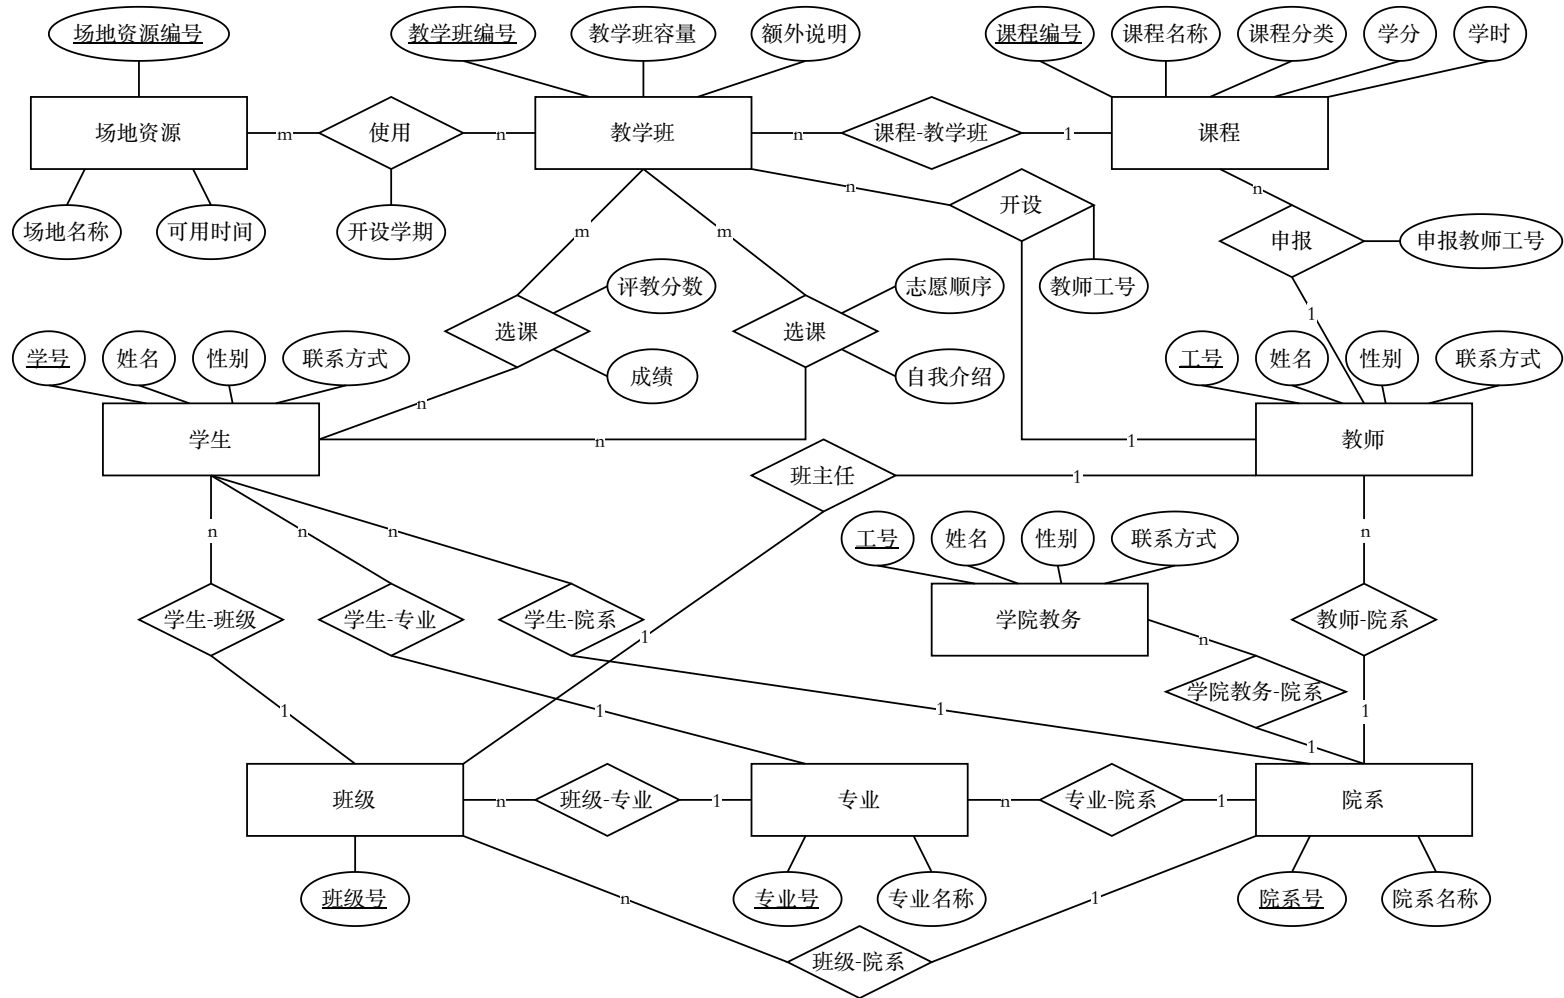 场地资源编号
教学班编号
教学班容量
额外说明
课程编号
课程名称
课程分类
学分
学时
场地资源
m
使用
n
教学班
n
课程-教学班
1
课程
场地名称
可用时间
开设学期
n
开设
n
申报
申报教师工号
m
m
评教分数
志愿顺序
教师工号
1
选课
选课
学号
姓名
性别
联系方式
成绩
自我介绍
工号
姓名
性别
联系方式
n
学生
n
1
教师
班主任
1
n
n
n
工号
姓名
性别
联系方式
n
学生-班级
学生-专业
学生-院系
1
学院教务
n
教师-院系
学院教务-院系
1
1
1
1
1
班级
n
班级-专业
1
专业
n
专业-院系
1
院系
班级号
n
专业号
专业名称
1
院系号
院系名称
班级-院系